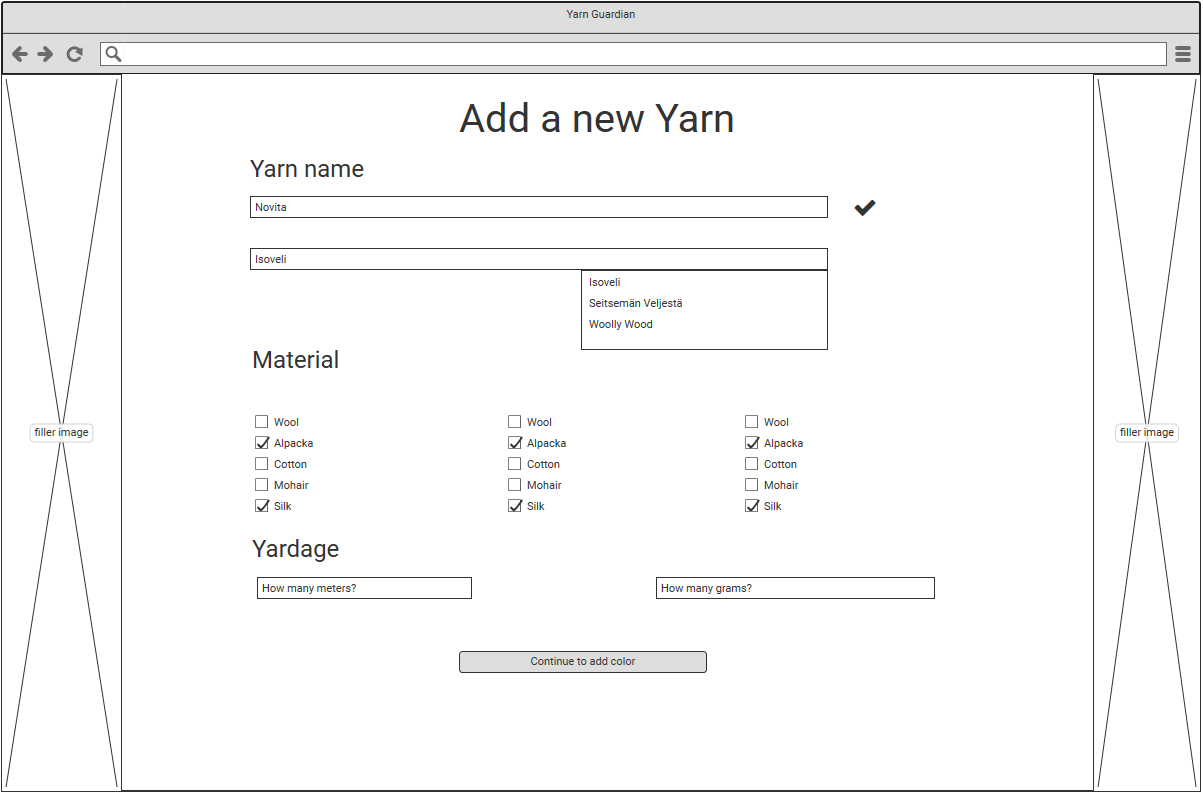 Yarn Guardian
Add a new Yarn
Yarn name
Novita
Isoveli
Isoveli
Seitsemän Veljestä
Woolly Wood
Material
Wool Wool Wool
Alpacka Alpacka Alpacka
Cotton Cotton Cotton
Mohair Mohair Mohair
Silk Silk Silk
filler image
filler image
Yardage
How many meters? How many grams?
Continue to add color